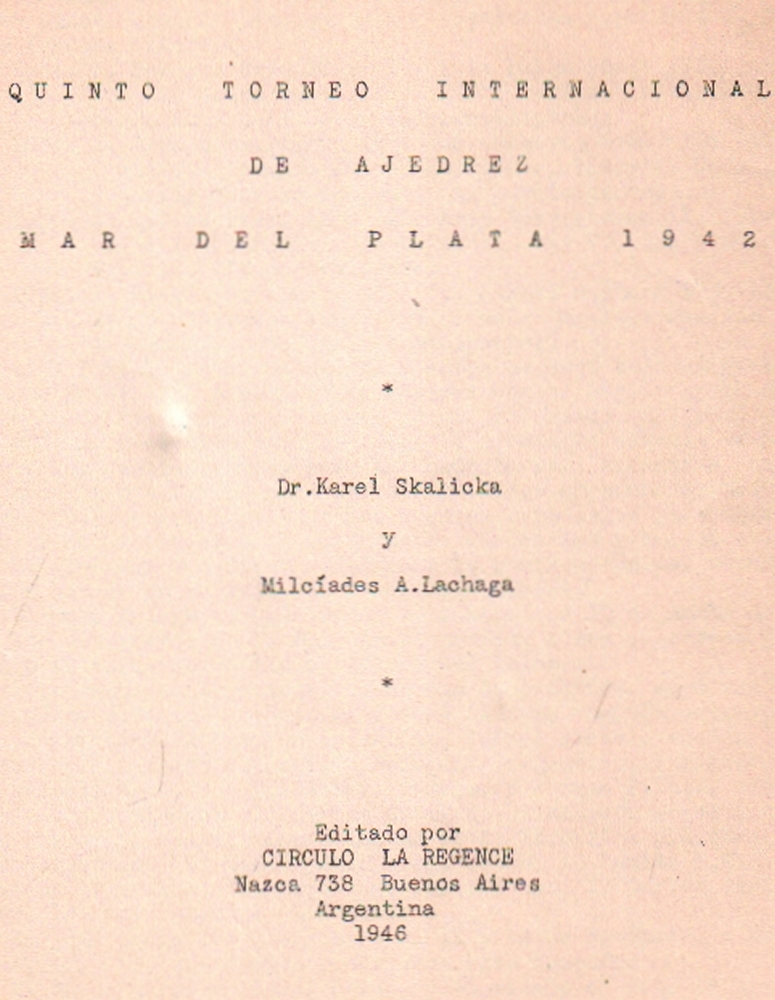 QUINTO TORNEO INTERNACIONAL
DE AJEDREZ
MAR DEL PLATA 1942
*
Dr.Karel Skalicka
y
Milcíades A.Lachaga
*
Editado por
CIRCULO LA REGENCE
Nazca 738 Buenos Aires
Argentina
1946